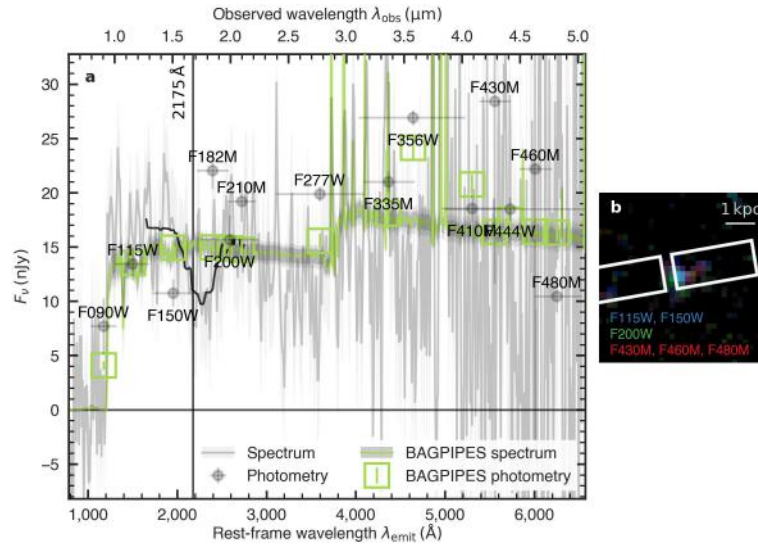 Observed wavelength λobs (μm)
1.0 1.5 2.0 2.5 3.0 3.5 4.0 4.5 5.0
a
2175 Å
30
25
20
15
10
5
0
−5
Fν (nJy)
F430M
F356W
F182M
F460M
F210M
F277W
F335M
F115W
F200W
F410M
F444W
F090W
F150W
F480M
Spectrum
BAGPIPES spectrum
Photometry
BAGPIPES photometry
1,000 2,000 3,000 4,000 5,000 6,000
Rest-frame wavelength λemit (Å)
b
1 kpc
F115W, F150W
F200W
F430M, F460M, F480M